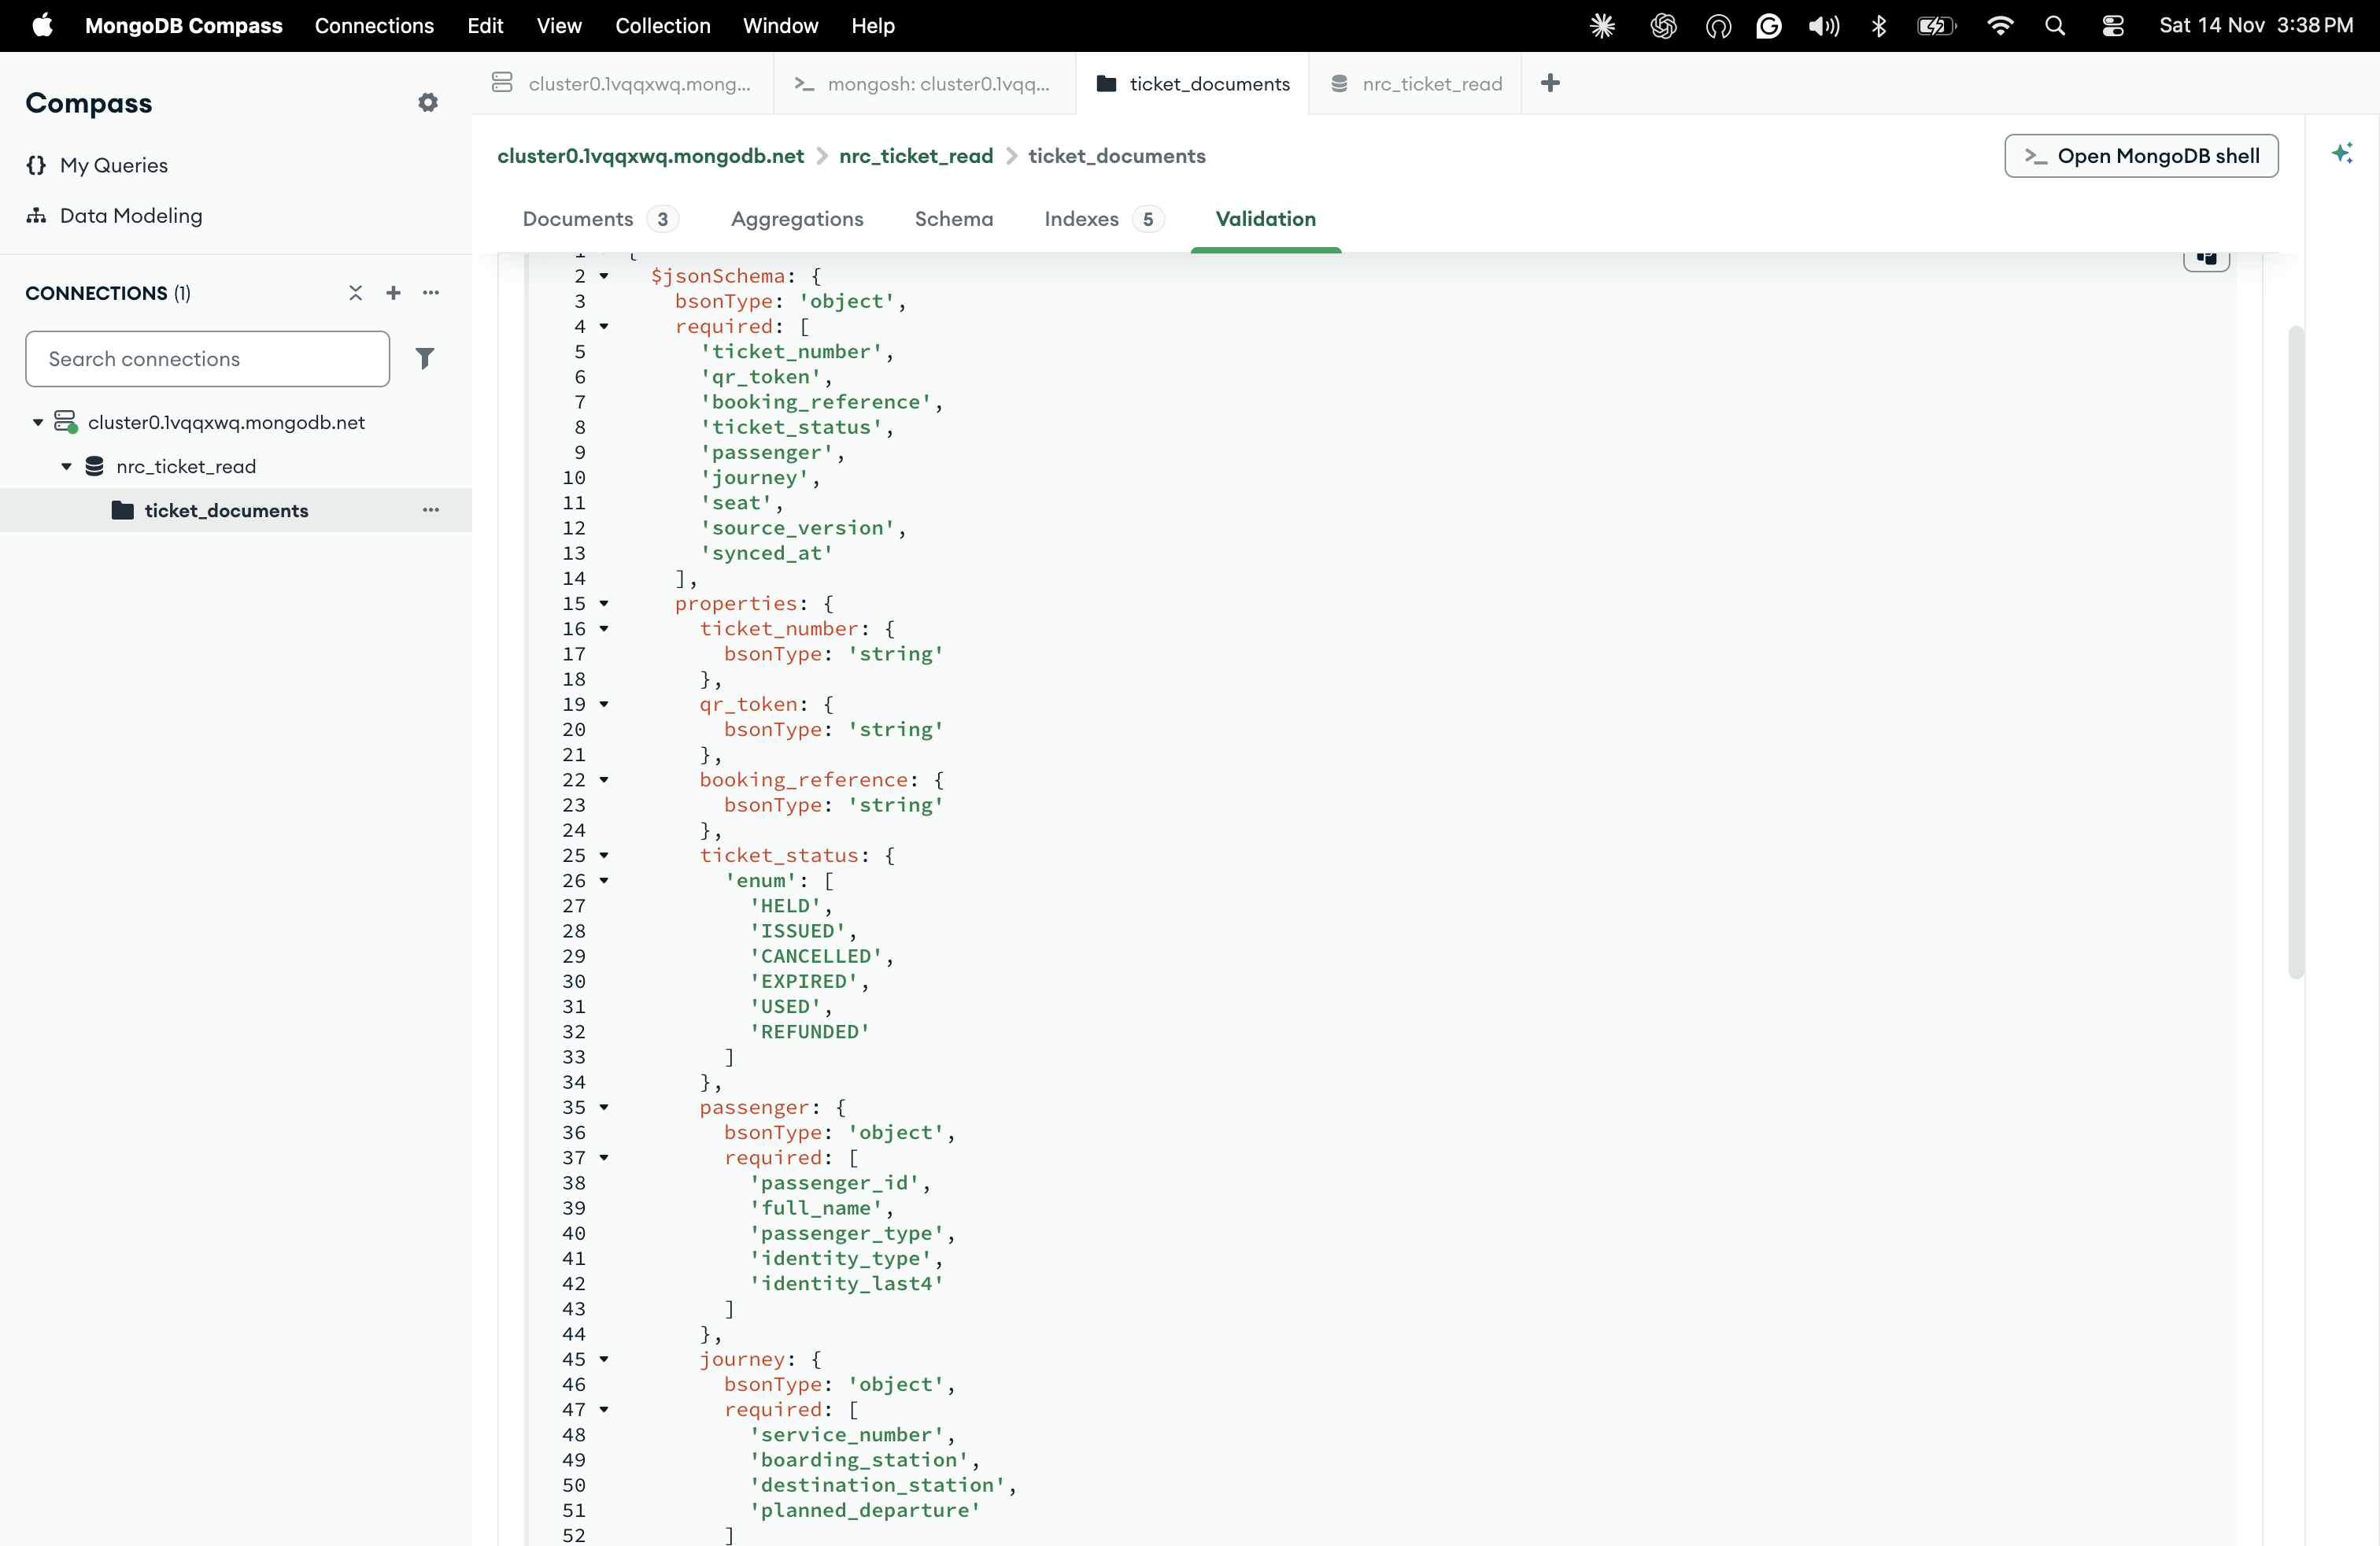 MongoDB Compass Connections Edit View Collection Window Help Sat 14 Nov 3:38 PM
Compass
My Queries
Data Modeling
CONNECTIONS (1)
Search connections
cluster0.1vqqxwq.mongodb.net
nrc_ticket_read
ticket_documents
cluster0.1vqqxwq.mong... mongosh: cluster0.1vqq... ticket_documents nrc_ticket_read
cluster0.1vqqxwq.mongodb.net > nrc_ticket_read > ticket_documents
>_ Open MongoDB shell
Documents 3 Aggregations Schema Indexes 5 Validation
1 {
2 $jsonSchema: {
3 bsonType: 'object',
4 required: [
5 'ticket_number',
6 'qr_token',
7 'booking_reference',
8 'ticket_status',
9 'passenger',
10 'journey',
11 'seat',
12 'source_version',
13 'synced_at'
14 ],
15 properties: {
16 ticket_number: {
17 bsonType: 'string'
18 },
19 qr_token: {
20 bsonType: 'string'
21 },
22 booking_reference: {
23 bsonType: 'string'
24 },
25 ticket_status: {
26 'enum': [
27 'HELD',
28 'ISSUED',
29 'CANCELLED',
30 'EXPIRED',
31 'USED',
32 'REFUNDED'
33 ]
34 },
35 passenger: {
36 bsonType: 'object',
37 required: [
38 'passenger_id',
39 'full_name',
40 'passenger_type',
41 'identity_type',
42 'identity_last4'
43 ]
44 },
45 journey: {
46 bsonType: 'object',
47 required: [
48 'service_number',
49 'boarding_station',
50 'destination_station',
51 'planned_departure'
52 ]